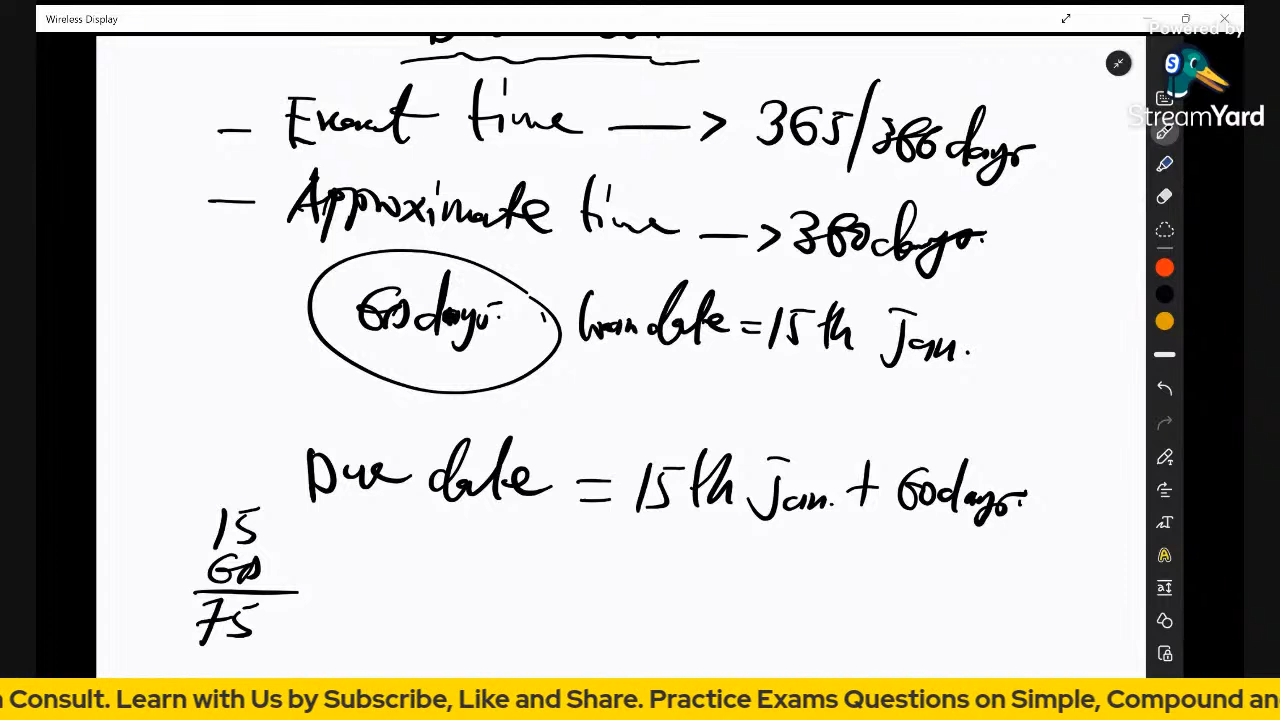 Wireless Display
Powered by
StreamYard
— Exact time —> 365/366 days
— Approximate time —> 360 days.
60 days. loan date = 15th Jan.
Due date = 15th Jan. + 60 days.
15
60
75
Consult. Learn with Us by Subscribe, Like and Share. Practice Exams Questions on Simple, Compound an